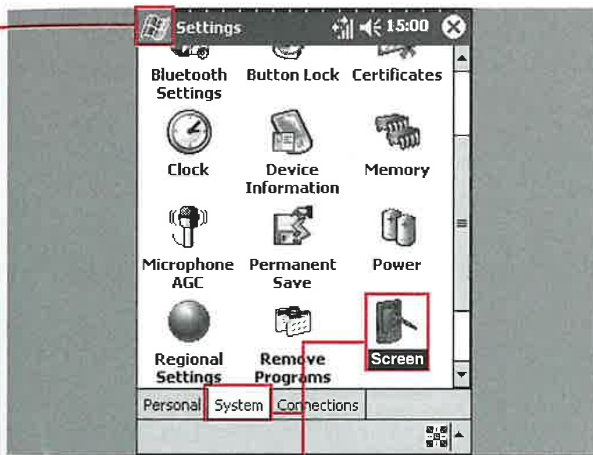 Settings 15:00
Bluetooth Button Lock Certificates
Settings
Clock Device Memory
Information
Microphone Permanent Power
AGC Save
Regional Remove Screen
Settings Programs
Personal System Connections